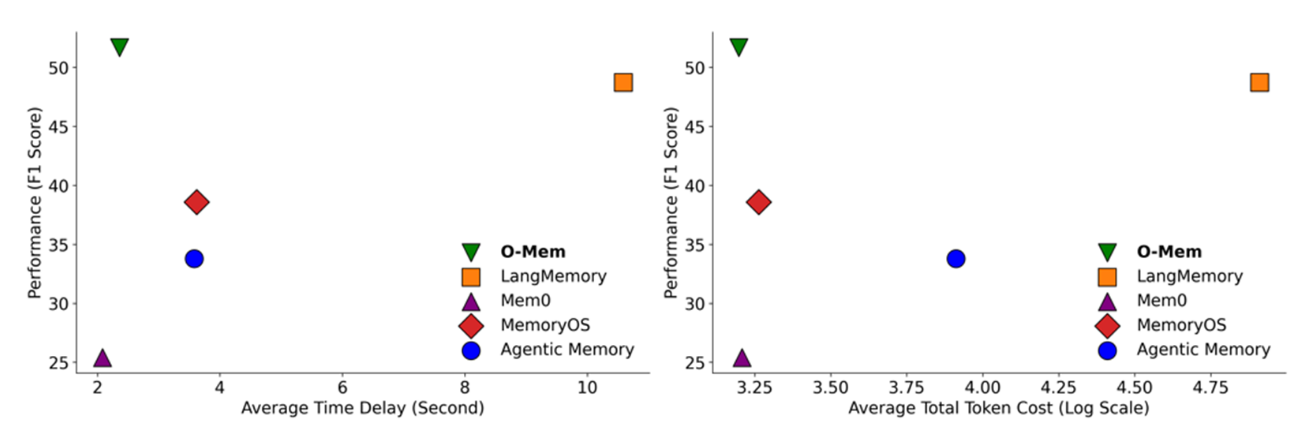 Performance (F1 Score)
50
45
40
35
30
25
2
4
6
8
10
Average Time Delay (Second)
O-Mem
LangMemory
Mem0
MemoryOS
Agentic Memory
Performance (F1 Score)
50
45
40
35
30
25
3.25
3.50
3.75
4.00
4.25
4.50
4.75
Average Total Token Cost (Log Scale)
O-Mem
LangMemory
Mem0
MemoryOS
Agentic Memory